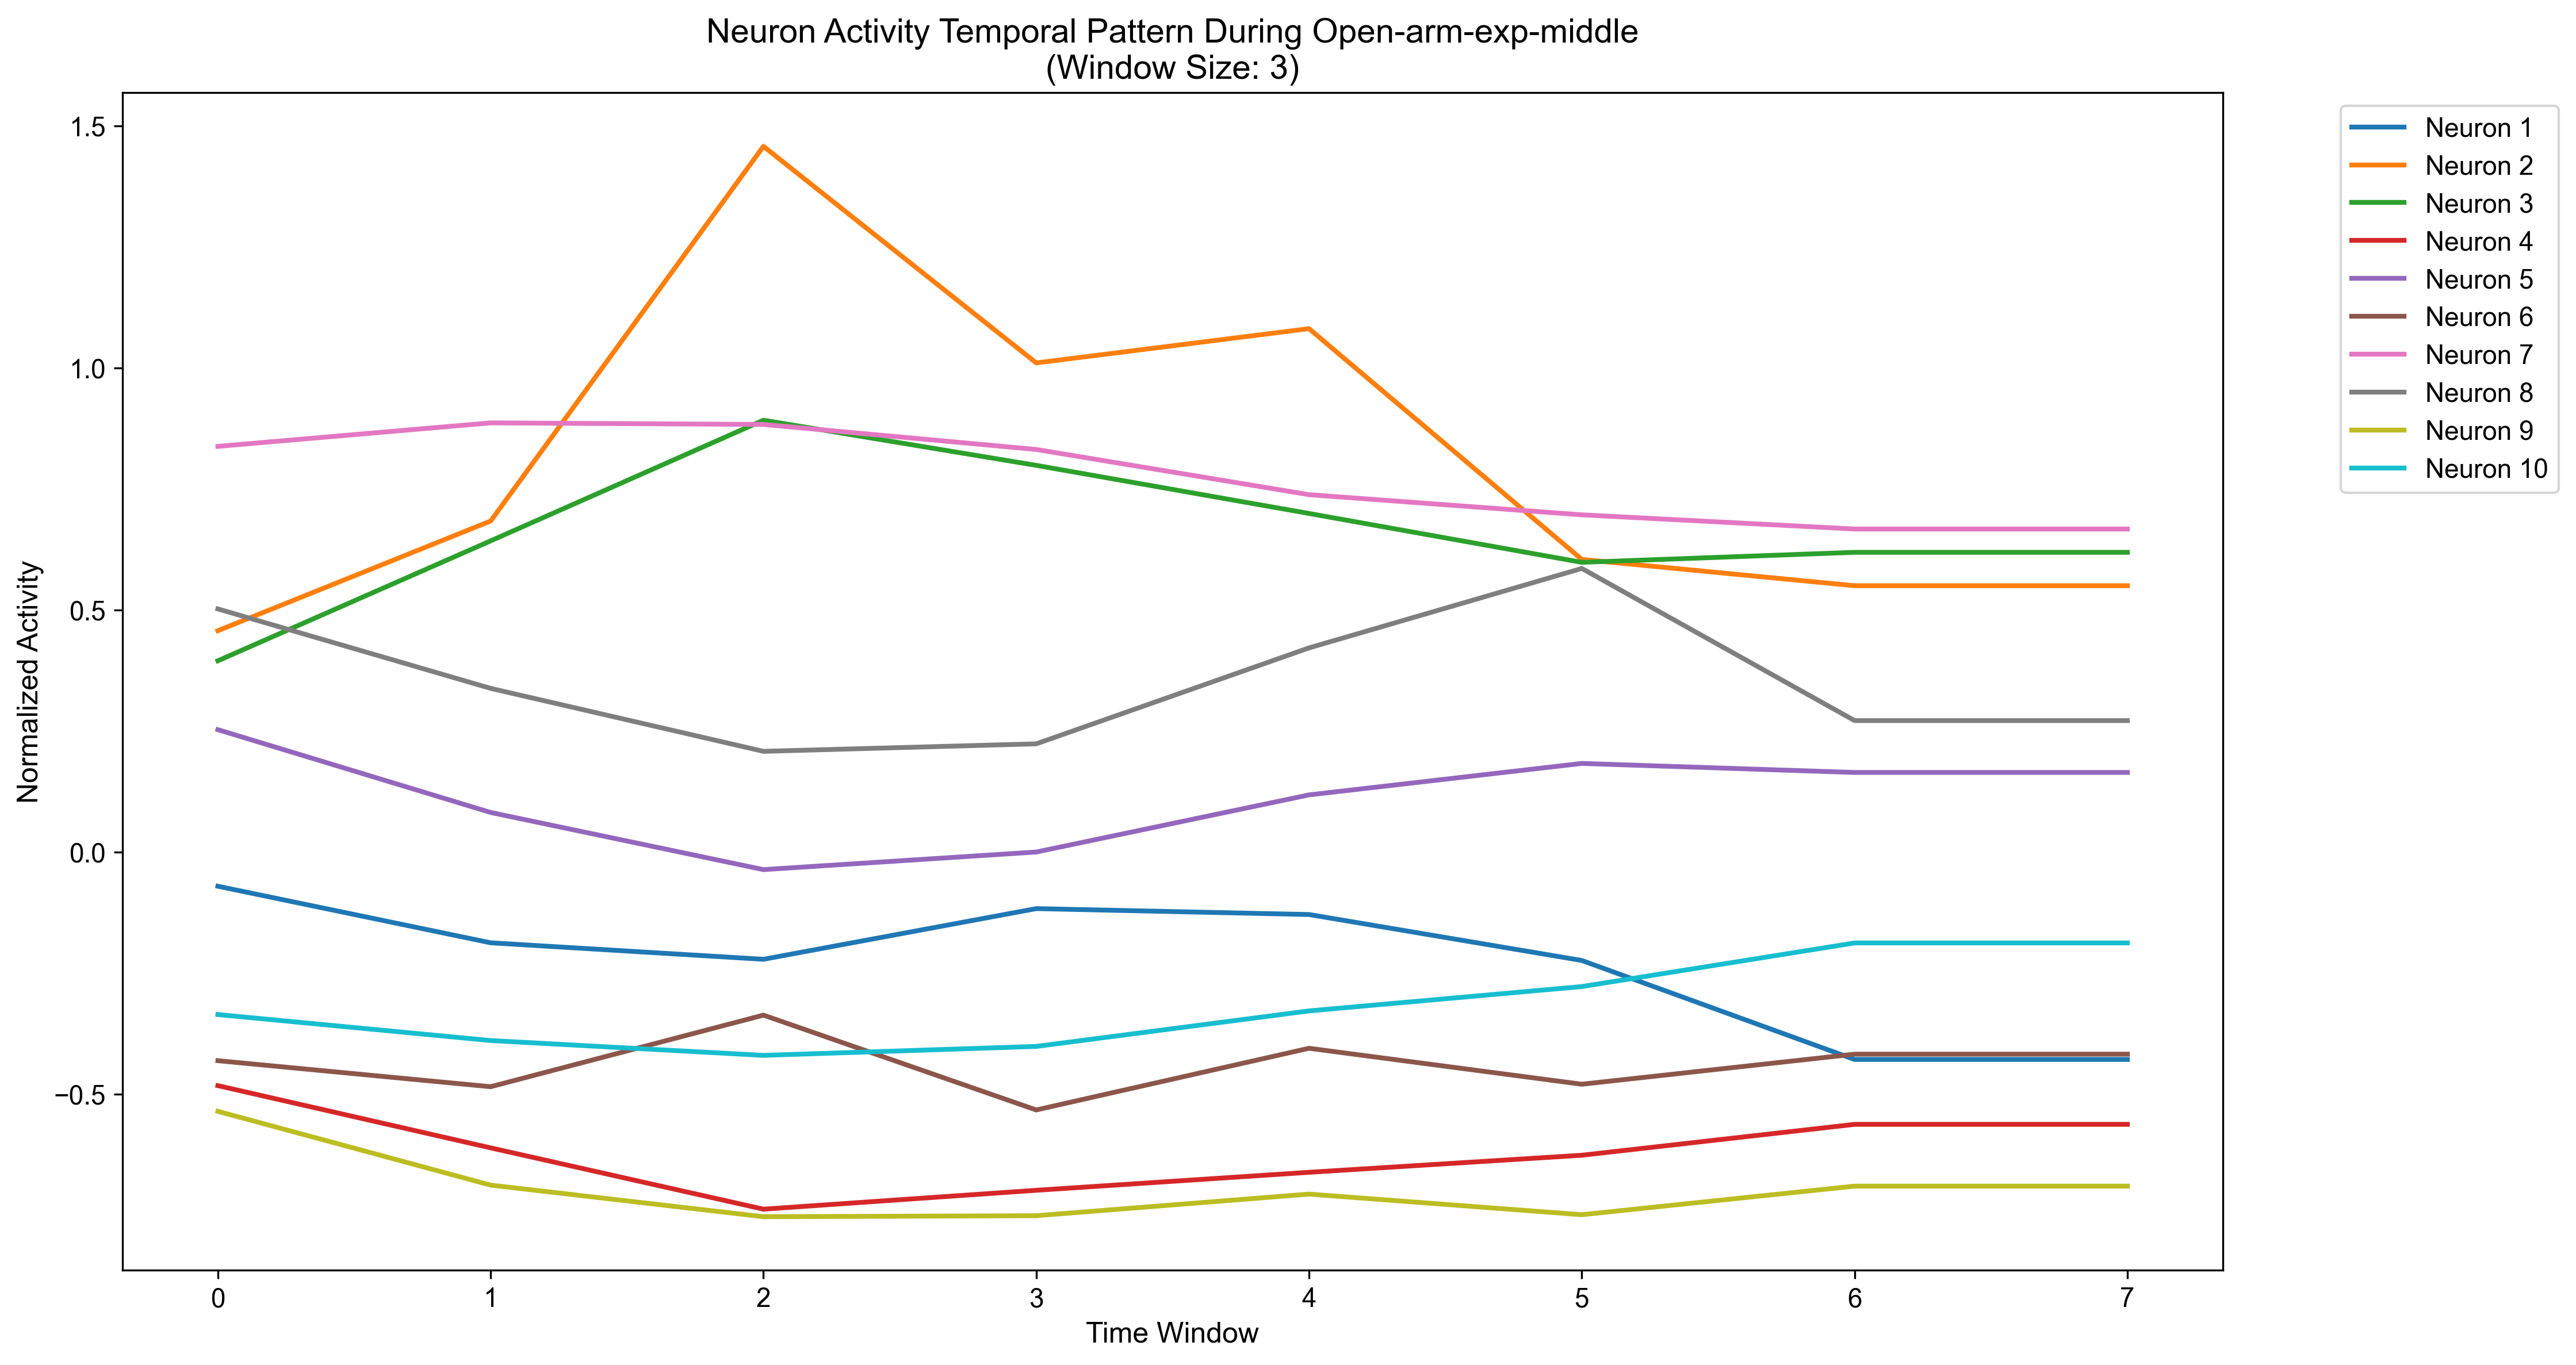 Neuron Activity Temporal Pattern During Open-arm-exp-middle
(Window Size: 3)
Normalized Activity
1.5
1.0
0.5
0.0
−0.5
0 1 2 3 4 5 6 7
Time Window
Neuron 1
Neuron 2
Neuron 3
Neuron 4
Neuron 5
Neuron 6
Neuron 7
Neuron 8
Neuron 9
Neuron 10